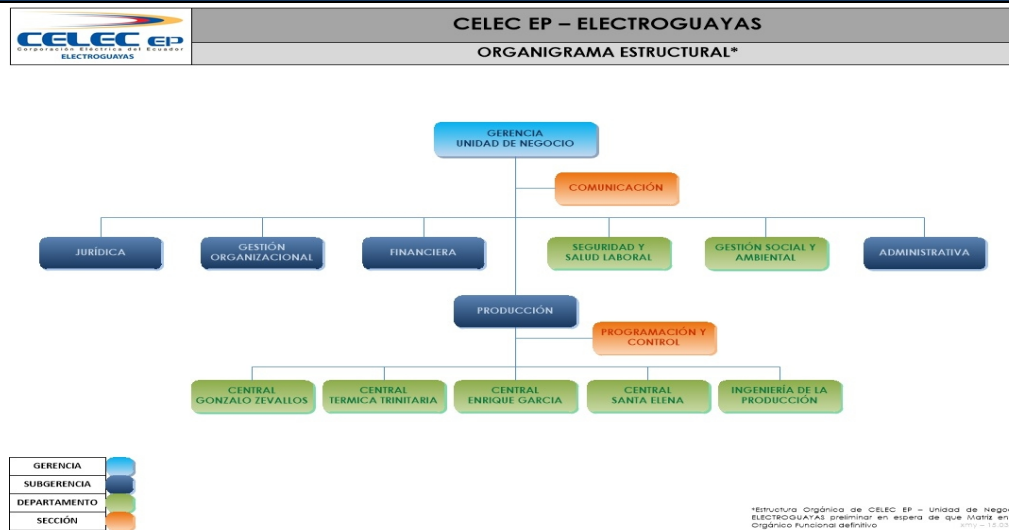 CELEC EP
Corporación Eléctrica del Ecuador
ELECTROGUAYAS
CELEC EP – ELECTROGUAYAS
ORGANIGRAMA ESTRUCTURAL*
GERENCIA
UNIDAD DE NEGOCIO
COMUNICACIÓN
JURÍDICA
GESTIÓN
ORGANIZACIONAL
FINANCIERA
SEGURIDAD Y
SALUD LABORAL
GESTIÓN SOCIAL Y
AMBIENTAL
ADMINISTRATIVA
PRODUCCIÓN
PROGRAMACIÓN Y
CONTROL
CENTRAL
GONZALO ZEVALLOS
CENTRAL
TERMICA TRINITARIA
CENTRAL
ENRIQUE GARCIA
CENTRAL
SANTA ELENA
INGENIERÍA DE LA
PRODUCCIÓN
GERENCIA
SUBGERENCIA
DEPARTAMENTO
SECCIÓN
*Estructura Orgánica de CELEC EP – Unidad de Nego
ELECTROGUAYAS preliminar en espera de que Matriz en
Orgánico Funcional definitivo